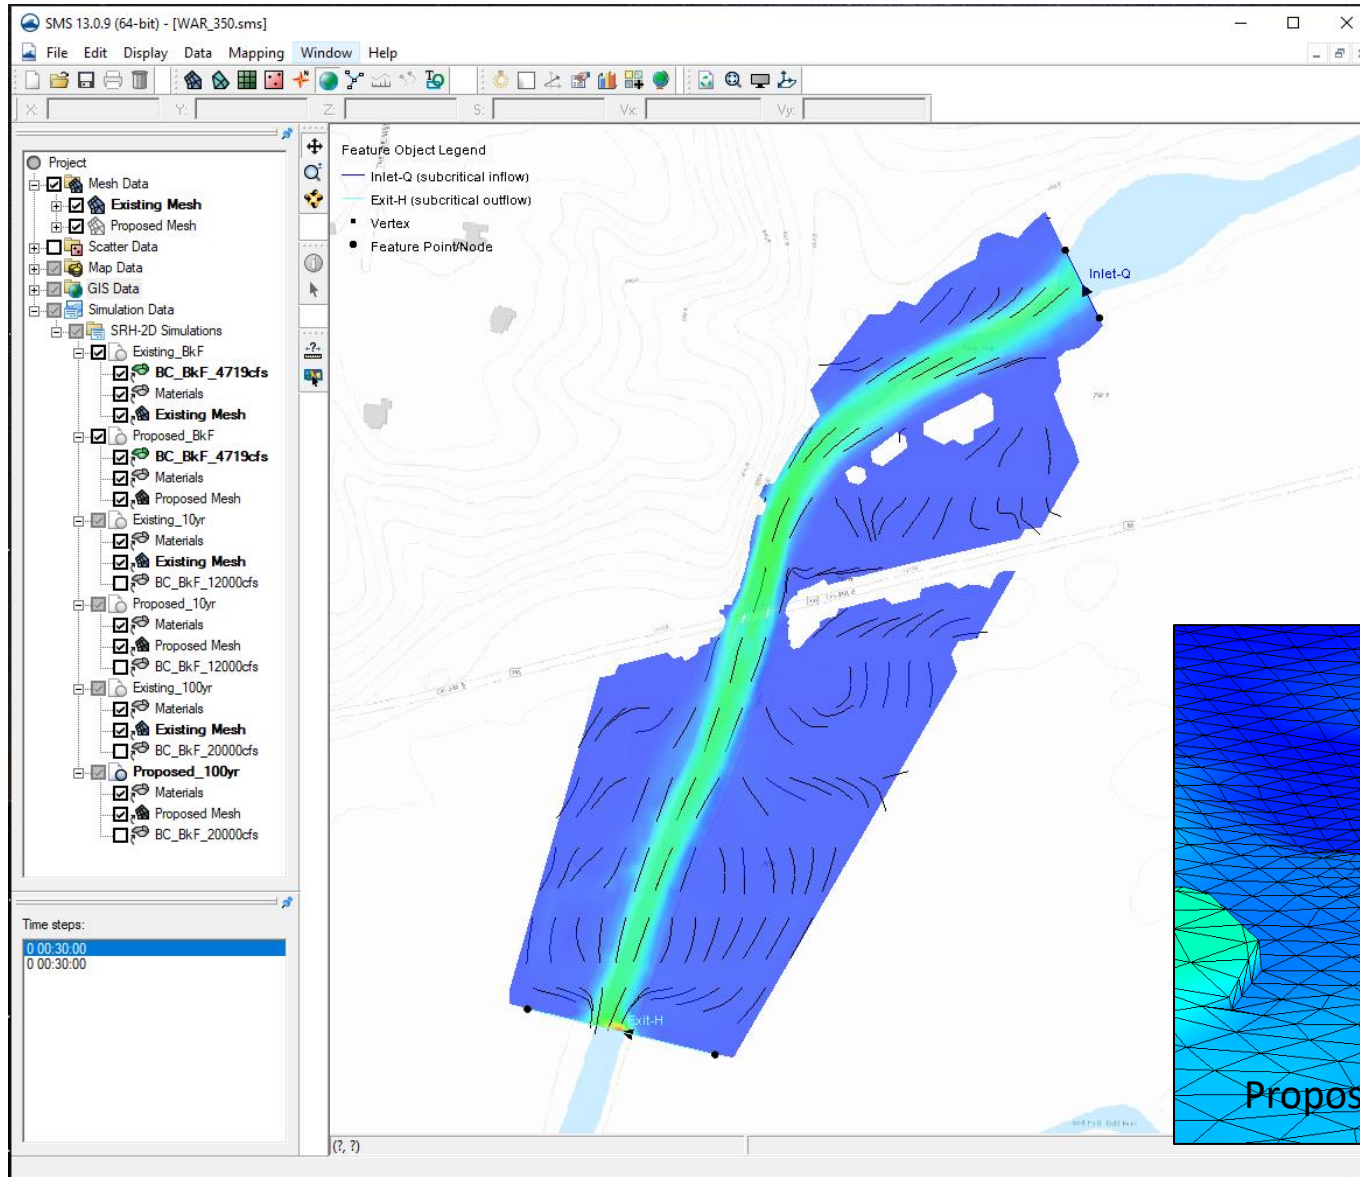 SMS 13.0.9 (64-bit) - [WAR_350.sms]
File Edit Display Data Mapping Window Help
X: Y: Z: S: Vx: Vy:
Project
Mesh Data
Existing Mesh
Proposed Mesh
Scatter Data
Map Data
GIS Data
Simulation Data
SRH-2D Simulations
Existing_BkF
BC_BkF_4719cfs
Materials
Existing Mesh
Proposed_BkF
BC_BkF_4719cfs
Materials
Proposed Mesh
Existing_10yr
Materials
Existing Mesh
BC_BkF_12000cfs
Proposed_10yr
Materials
Proposed Mesh
BC_BkF_12000cfs
Existing_100yr
Materials
Existing Mesh
BC_BkF_20000cfs
Proposed_100yr
Materials
Proposed Mesh
BC_BkF_20000cfs
Time steps:
0 00:30:00
0 00:30:00
Feature Object Legend
Inlet-Q (subcritical inflow)
Exit-H (subcritical outflow)
Vertex
Feature Point/Node
Inlet-Q
Exit-H
Propos
(?, ?)